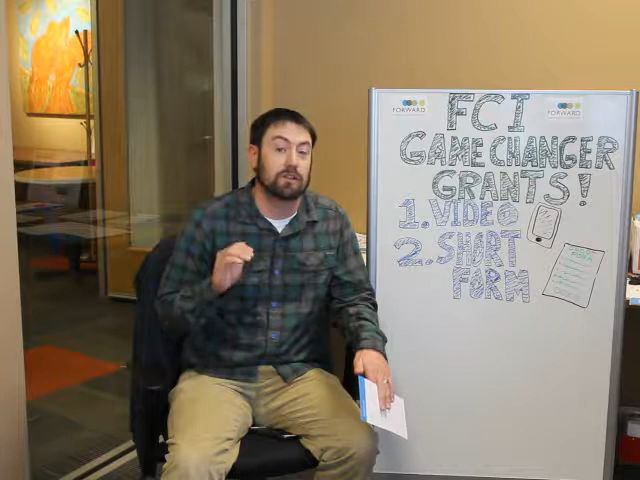 FORWARD
FORWARD
FCI
GAME CHANGER
GRANTS!
1. VIDEO
2. SHORT
FORM